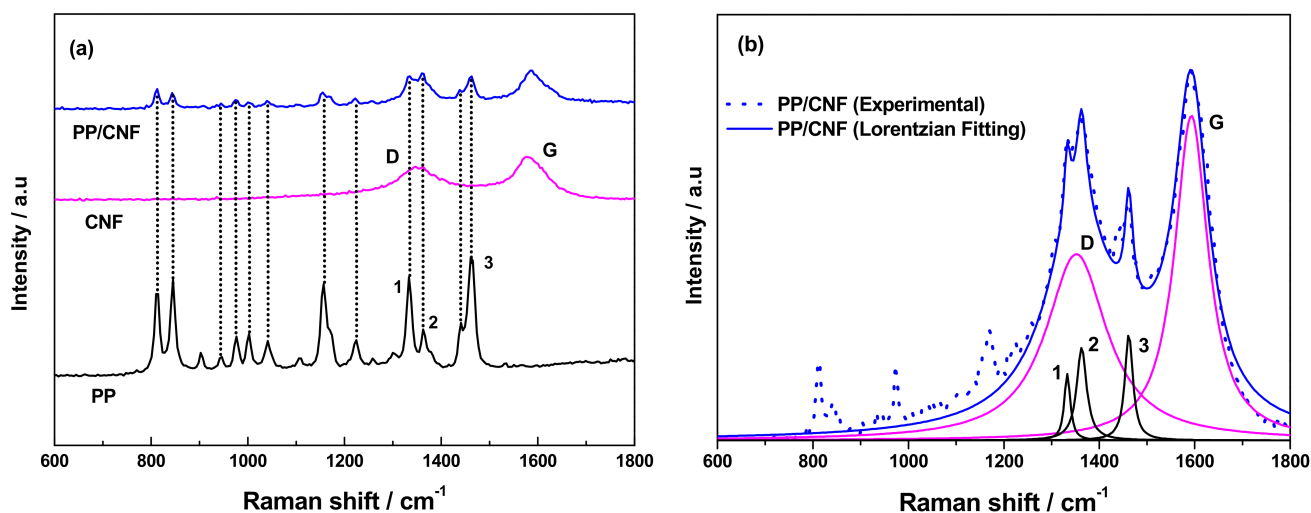 (a)
PP/CNF
D
G
CNF
1
2
3
PP
Intensity / a.u
600 800 1000 1200 1400 1600 1800
Raman shift / cm⁻¹
(b)
PP/CNF (Experimental)
PP/CNF (Lorentzian Fitting)
G
D
1
2
3
Intensity / a.u
600 800 1000 1200 1400 1600 1800
Raman shift / cm⁻¹